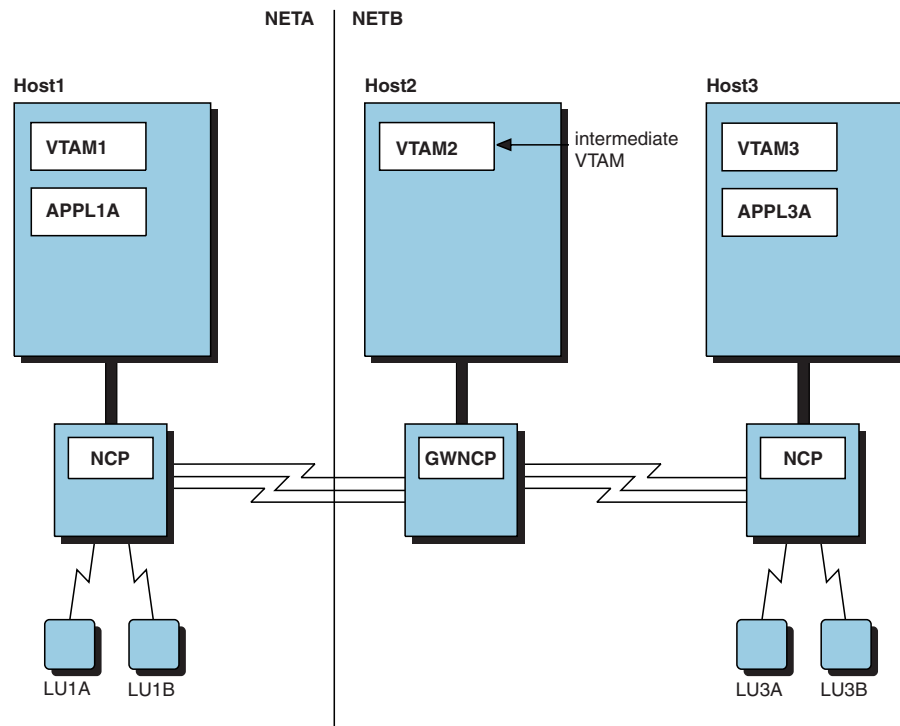 NETA NETB
Host1 Host2 Host3
VTAM1 VTAM2 intermediate VTAM3
VTAM
APPL1A APPL3A
NCP GWNCP NCP
LU1A LU1B LU3A LU3B